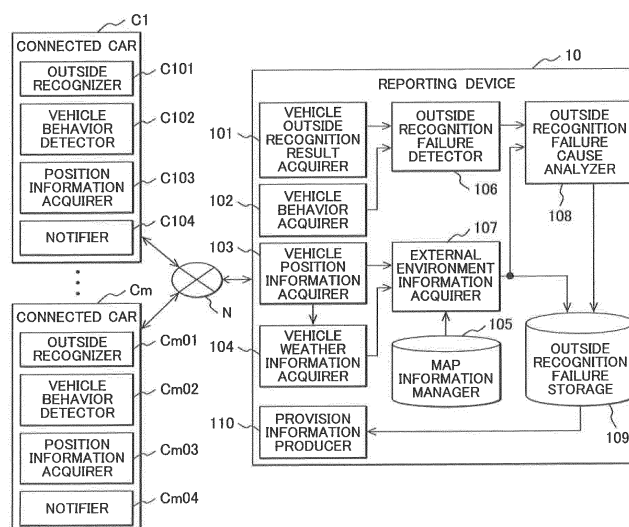 C1
CONNECTED CAR
OUTSIDE
RECOGNIZER
C101
VEHICLE
BEHAVIOR
DETECTOR
C102
POSITION
INFORMATION
ACQUIRER
C103
NOTIFIER
C104
Cm
CONNECTED CAR
OUTSIDE
RECOGNIZER
Cm01
VEHICLE
BEHAVIOR
DETECTOR
Cm02
POSITION
INFORMATION
ACQUIRER
Cm03
NOTIFIER
Cm04
N
10
REPORTING DEVICE
101
VEHICLE
OUTSIDE
RECOGNITION
RESULT
ACQUIRER
102
VEHICLE
BEHAVIOR
ACQUIRER
103
VEHICLE
POSITION
INFORMATION
ACQUIRER
104
VEHICLE
WEATHER
INFORMATION
ACQUIRER
110
PROVISION
INFORMATION
PRODUCER
OUTSIDE
RECOGNITION
FAILURE
DETECTOR
106
107
EXTERNAL
ENVIRONMENT
INFORMATION
ACQUIRER
105
MAP
INFORMATION
MANAGER
OUTSIDE
RECOGNITION
FAILURE
CAUSE
ANALYZER
108
OUTSIDE
RECOGNITION
FAILURE
STORAGE
109